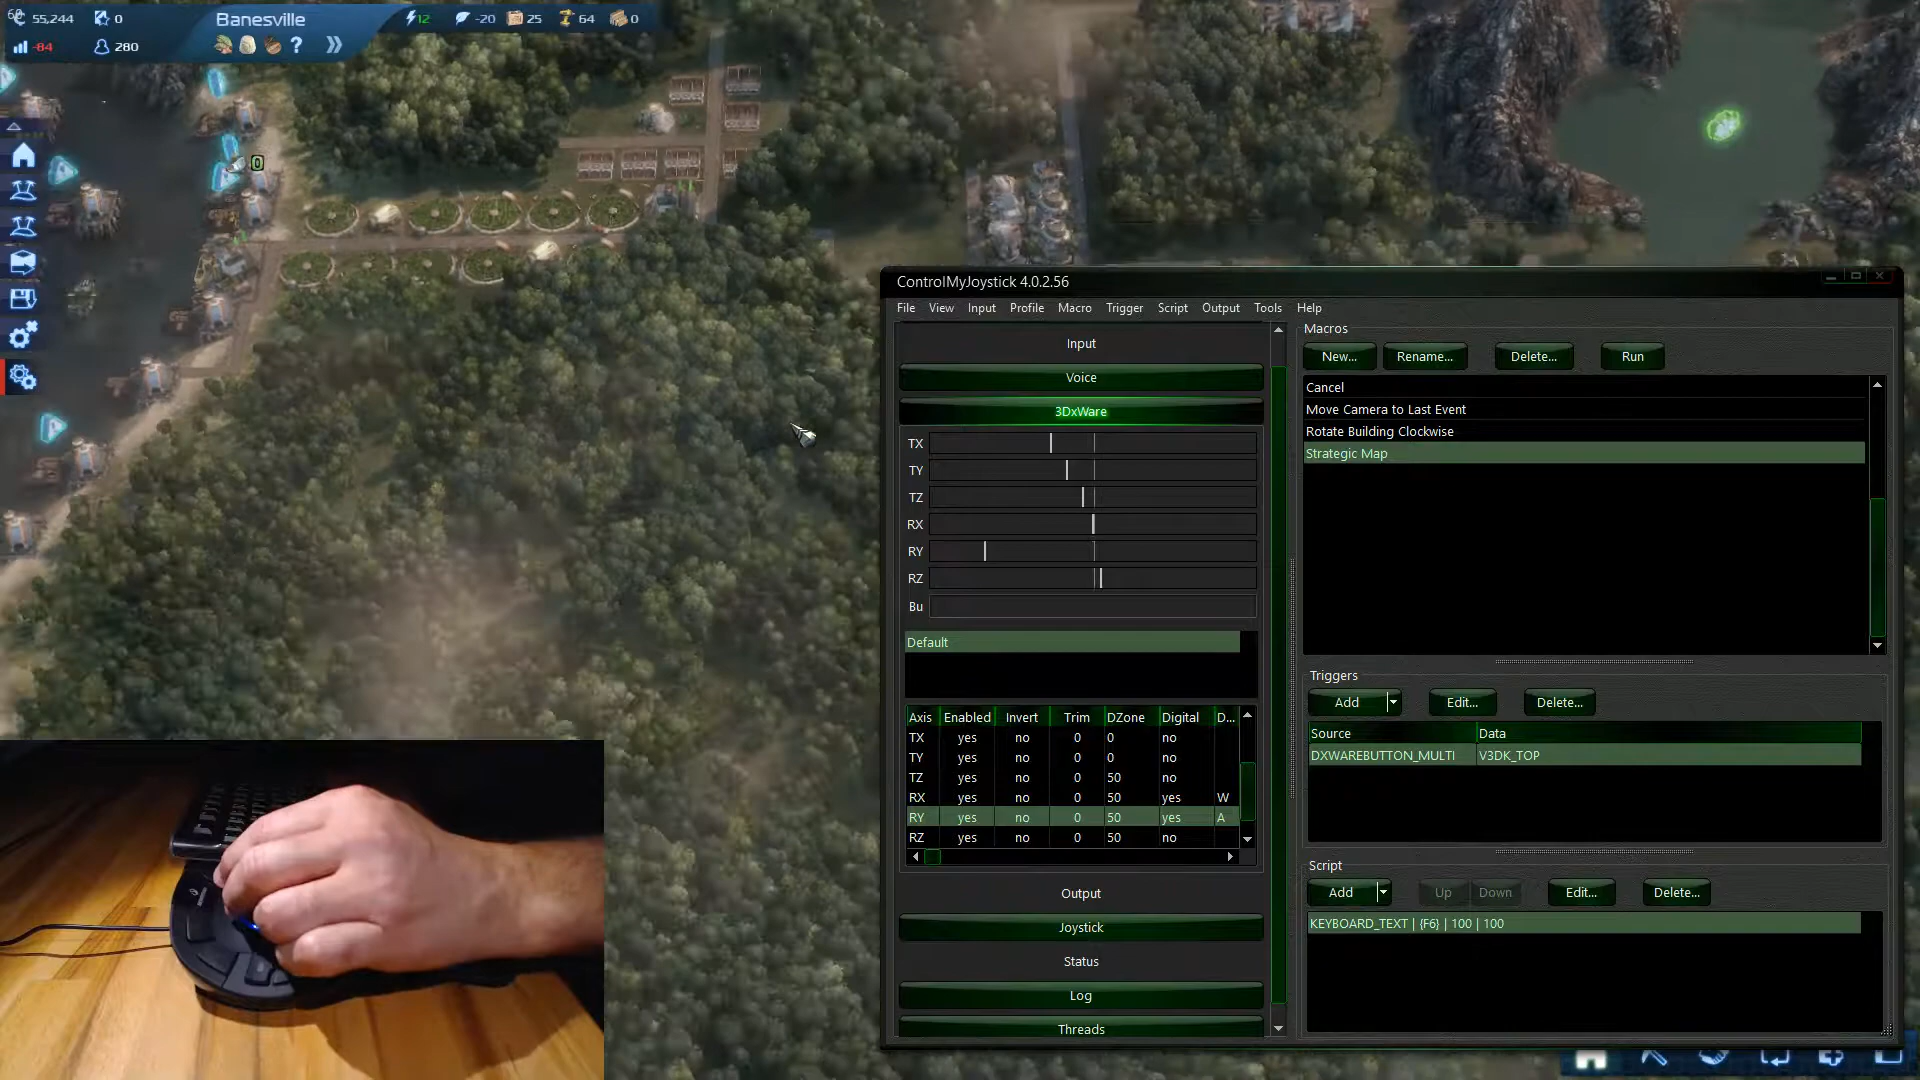 55,244 0 Banesville 12 -20 25 64 0
-84 280 ? »
0
ControlMyJoystick 4.0.2.56
File View Input Profile Macro Trigger Script Output Tools Help
Input
Voice
3DxWare
TX
TY
TZ
RX
RY
RZ
Bu
Default
Axis Enabled Invert Trim DZone Digital D...
TX yes no 0 0 no
TY yes no 0 0 no
TZ yes no 0 50 no
RX yes no 0 50 yes W
RY yes no 0 50 yes A
RZ yes no 0 50 no
Output
Joystick
Status
Log
Threads
Macros
New... Rename... Delete... Run
Cancel
Move Camera to Last Event
Rotate Building Clockwise
Strategic Map
Triggers
Add Edit... Delete...
Source Data
DXWAREBUTTON_MULTI V3DK_TOP
Script
Add Up Down Edit... Delete...
KEYBOARD_TEXT | {F6} | 100 | 100